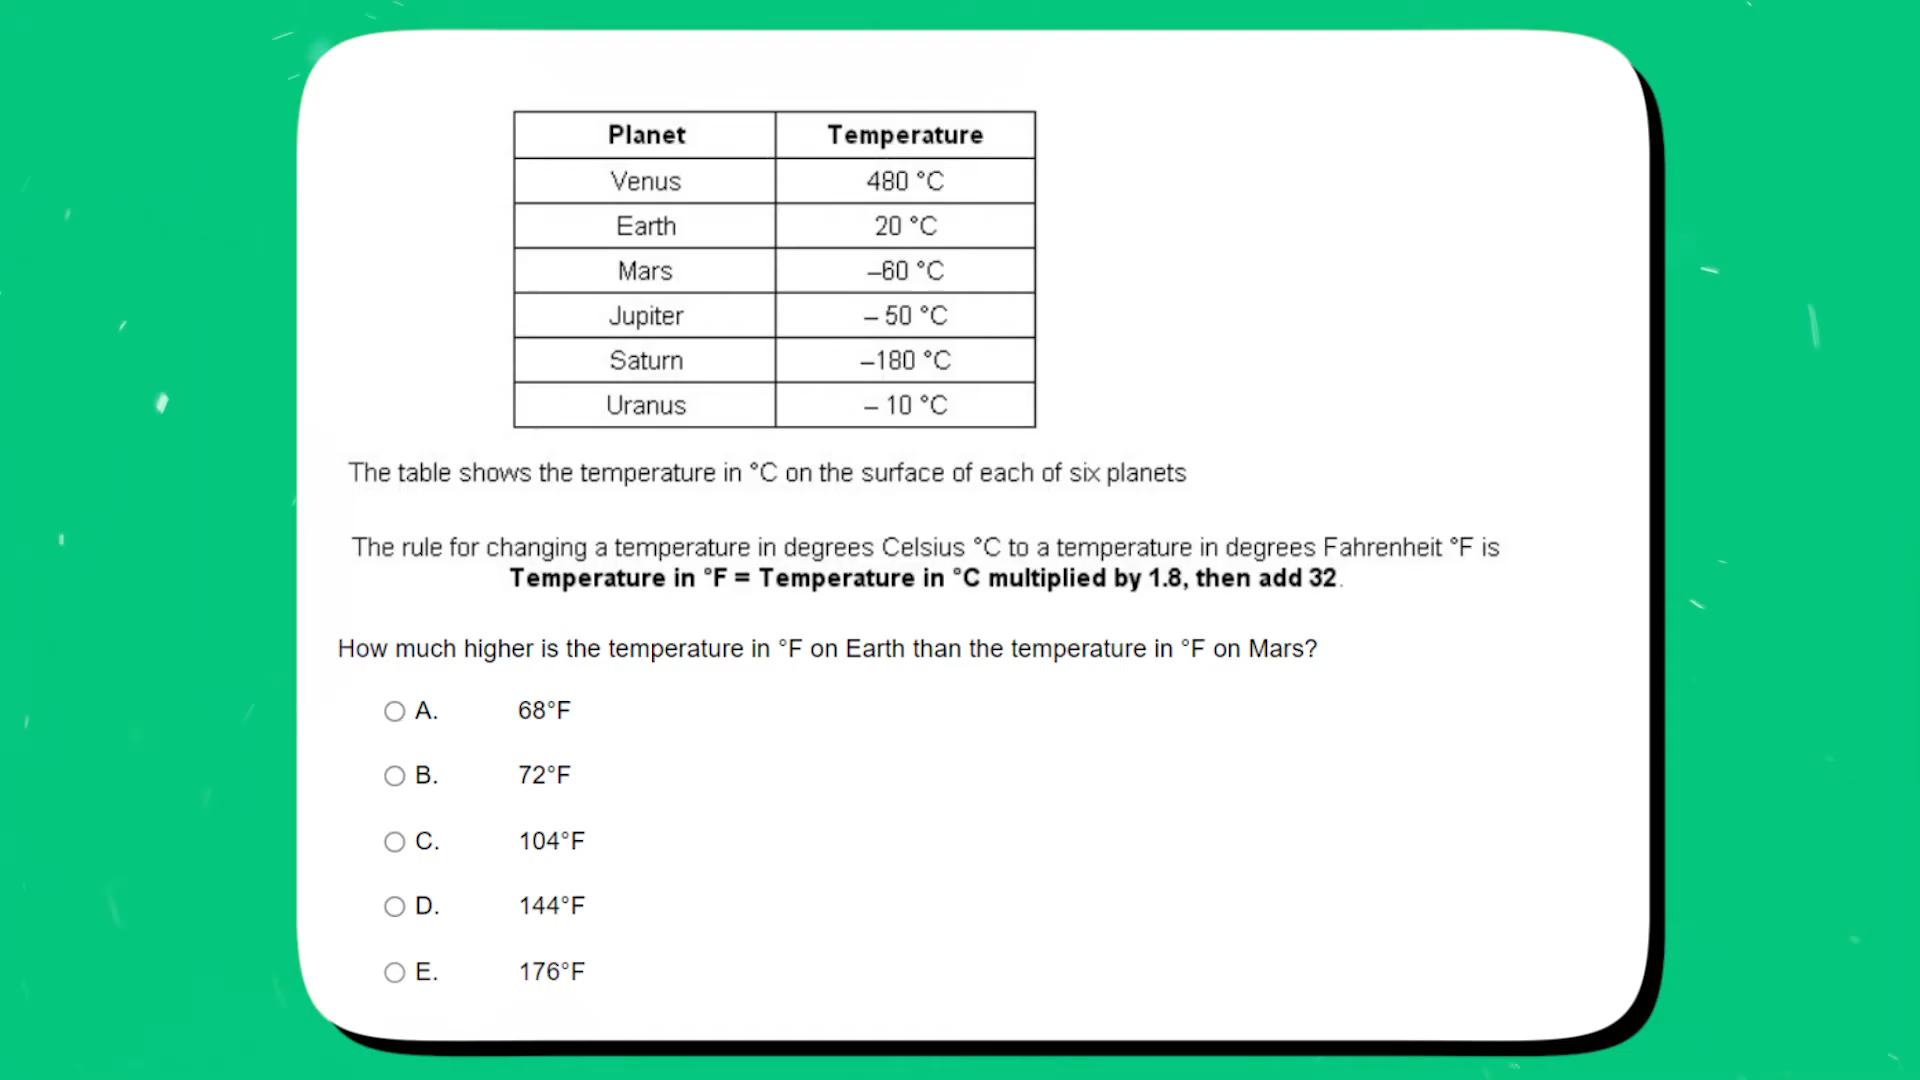 Planet Temperature
Venus 480 °C
Earth 20 °C
Mars –60 °C
Jupiter – 50 °C
Saturn –180 °C
Uranus – 10 °C
The table shows the temperature in °C on the surface of each of six planets
The rule for changing a temperature in degrees Celsius °C to a temperature in degrees Fahrenheit °F is
Temperature in °F = Temperature in °C multiplied by 1.8, then add 32.
How much higher is the temperature in °F on Earth than the temperature in °F on Mars?
A. 68°F
B. 72°F
C. 104°F
D. 144°F
E. 176°F